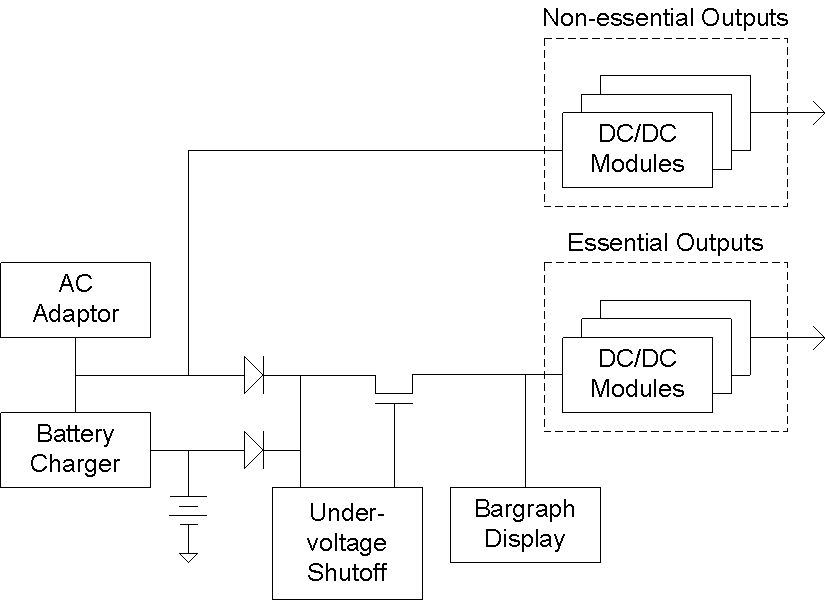 Non-essential Outputs
DC/DC
Modules
Essential Outputs
AC
Adaptor
DC/DC
Modules
Battery
Charger
Under-
voltage
Shutoff
Bargraph
Display